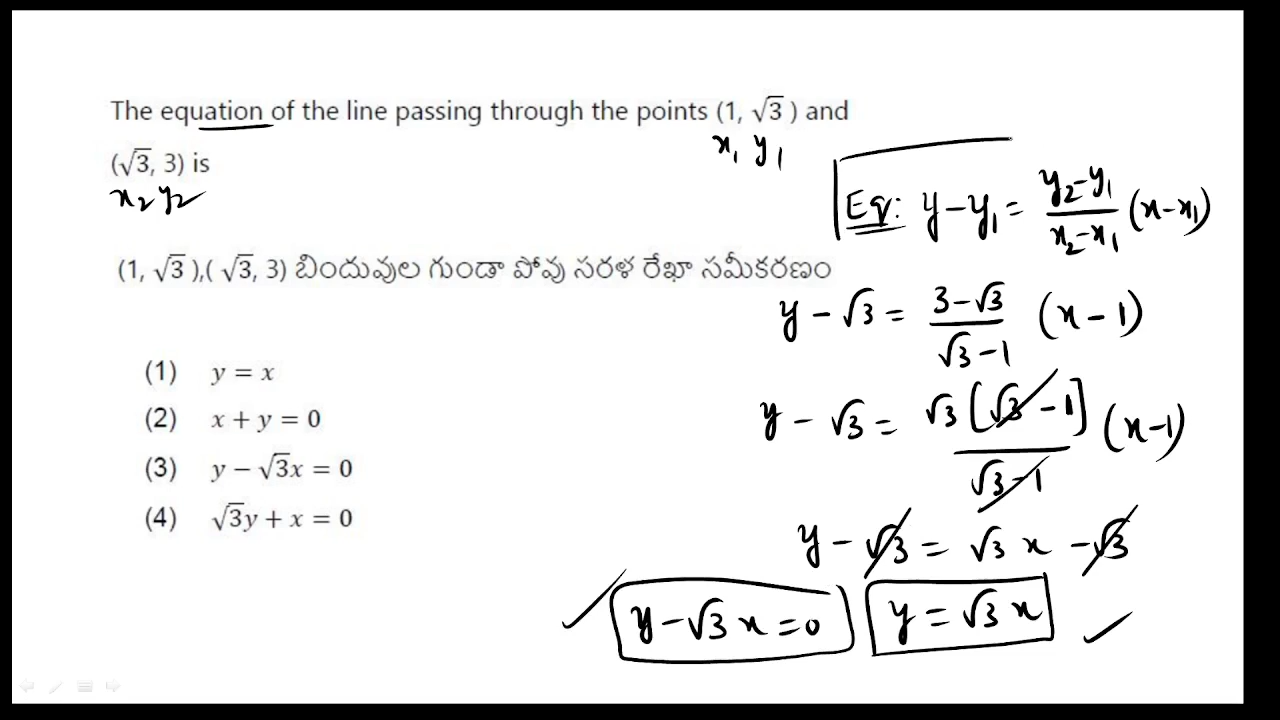 The equation of the line passing through the points (1, √3 ) and
(√3, 3) is
x₁ y₁
x₂ y₂
(1, √3 ),( √3, 3) బిందువుల గుండా పోవు సరళ రేఖా సమీకరణం
(1) y = x
(2) x + y = 0
(3) y − √3x = 0
(4) √3y + x = 0
Eq: y − y₁ = (y₂ − y₁)/(x₂ − x₁) (x − x₁)
y − √3 = (3 − √3)/(√3 − 1) (x − 1)
y − √3 = √3 [√3 − 1]/(√3 − 1) (x − 1)
y − √3 = √3 x − √3
y − √3 x = 0 y = √3 x